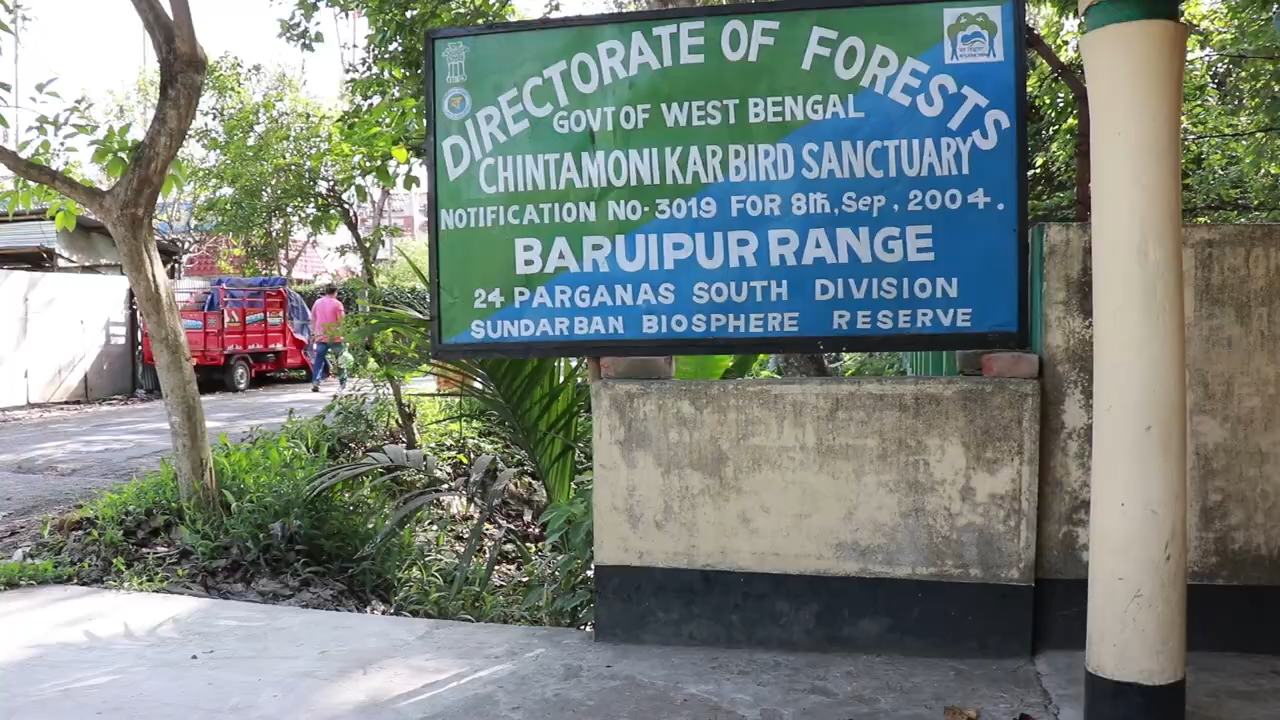 DIRECTORATE OF FORESTS
GOVT OF WEST BENGAL
CHINTAMONI KAR BIRD SANCTUARY
NOTIFICATION NO-3019 FOR 8th, Sep, 2004.
BARUIPUR RANGE
24 PARGANAS SOUTH DIVISION
SUNDARBAN BIOSPHERE RESERVE